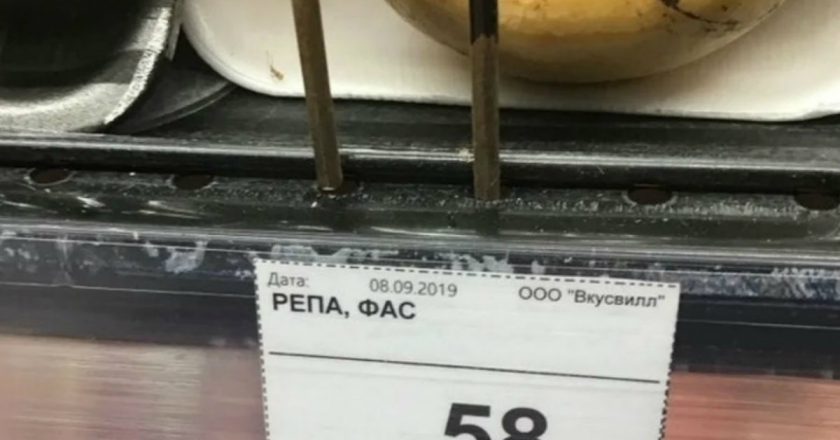 Дата: 08.09.2019 ООО "Вкусвилл"
РЕПА, ФАС
58